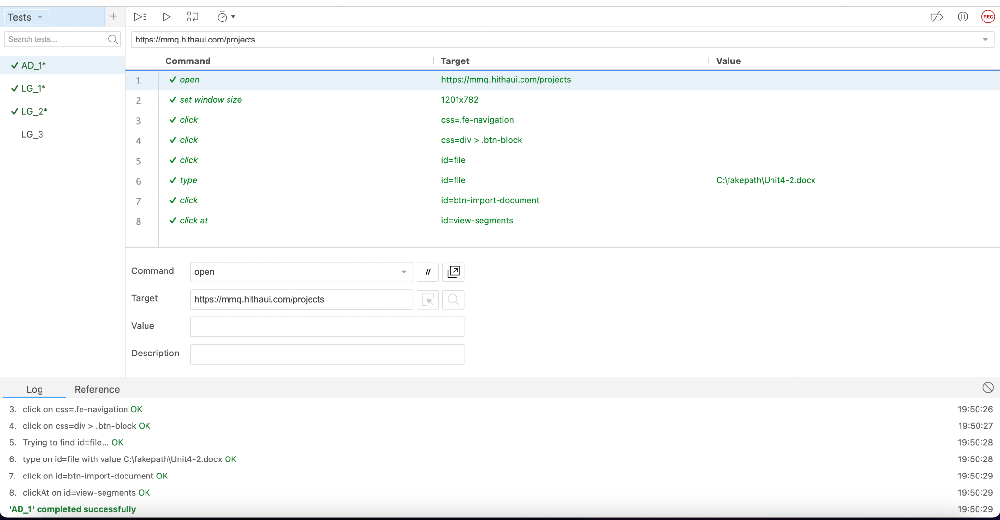 Tests
+
REC
Search tests...
https://mmq.hithaui.com/projects
AD_1*
LG_1*
LG_2*
LG_3
Command Target Value
1 open https://mmq.hithaui.com/projects
2 set window size 1201x782
3 click css=.fe-navigation
4 click css=div > .btn-block
5 click id=file
6 type id=file C:\fakepath\Unit4-2.docx
7 click id=btn-import-document
8 click at id=view-segments
Command open //
Target https://mmq.hithaui.com/projects
Value
Description
Log Reference
3. click on css=.fe-navigation OK 19:50:26
4. click on css=div > .btn-block OK 19:50:27
5. Trying to find id=file... OK 19:50:28
6. type on id=file with value C:\fakepath\Unit4-2.docx OK 19:50:28
7. click on id=btn-import-document OK 19:50:29
8. clickAt on id=view-segments OK 19:50:29
'AD_1' completed successfully 19:50:29